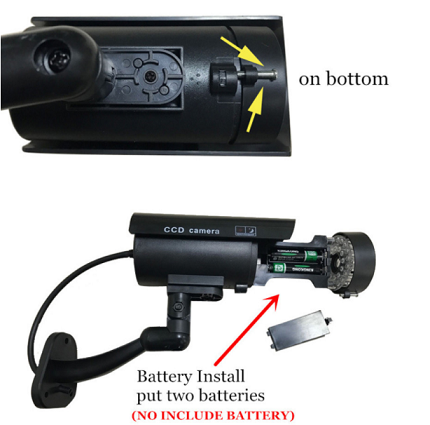 on bottom
CCD camera
Battery Install
put two batteries
(NO INCLUDE BATTERY)